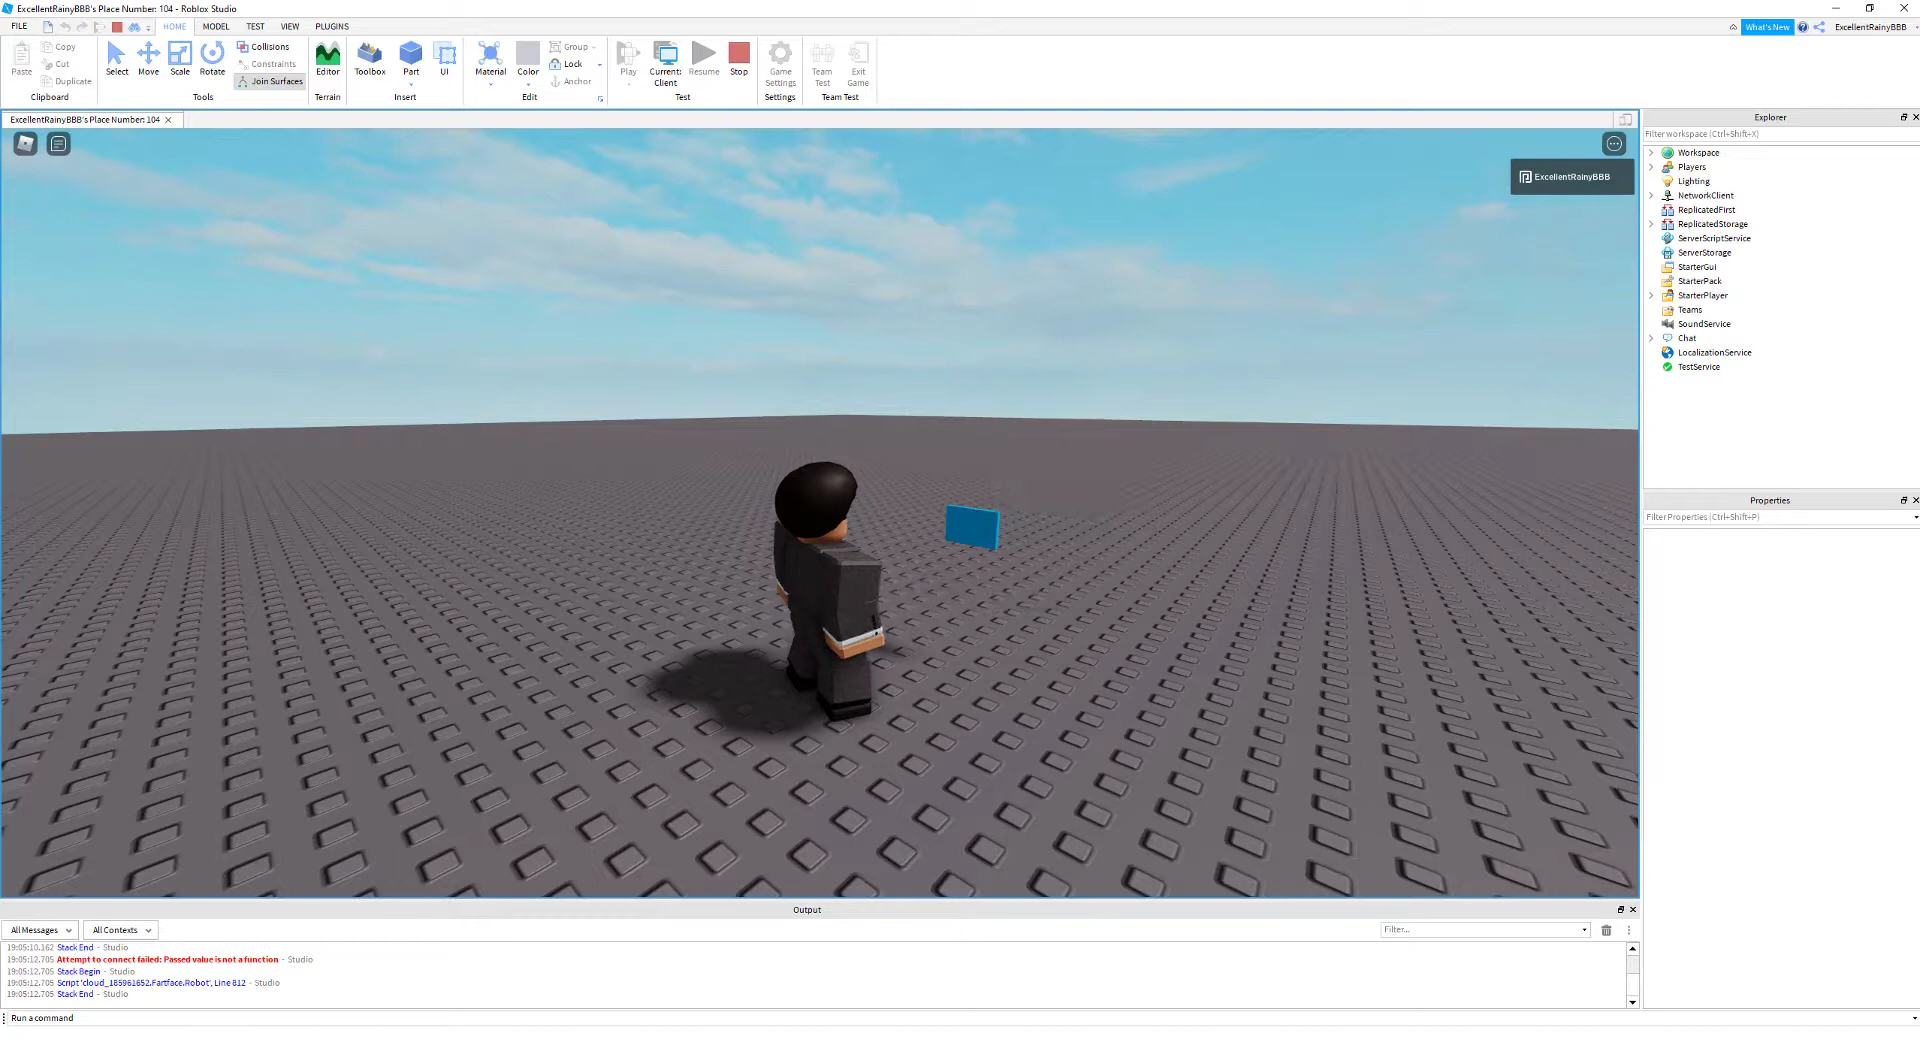 ExcellentRainyBBB's Place Number: 104 - Roblox Studio
FILE HOME MODEL TEST VIEW PLUGINS What's New ExcellentRainyBBB
Paste Copy Cut Duplicate Select Move Scale Rotate Collisions Constraints Join Surfaces Editor Toolbox Part UI Material Color Group Lock Anchor Play Current: Client Resume Stop Game Settings Team Test Exit Game
Clipboard Tools Terrain Insert Edit Test Settings Team Test
ExcellentRainyBBB's Place Number: 104
ExcellentRainyBBB
Explorer
Filter workspace (Ctrl+Shift+X)
Workspace
Players
Lighting
NetworkClient
ReplicatedFirst
ReplicatedStorage
ServerScriptService
ServerStorage
StarterGui
StarterPack
StarterPlayer
Teams
SoundService
Chat
LocalizationService
TestService
Properties
Filter Properties (Ctrl+Shift+P)
Output
All Messages All Contexts Filter...
19:05:10.162 Stack End - Studio
19:05:12.705 Attempt to connect failed: Passed value is not a function - Studio
19:05:12.705 Stack Begin - Studio
19:05:12.705 Script 'cloud_185961652.Fartface.Robot', Line 812 - Studio
19:05:12.705 Stack End - Studio
Run a command